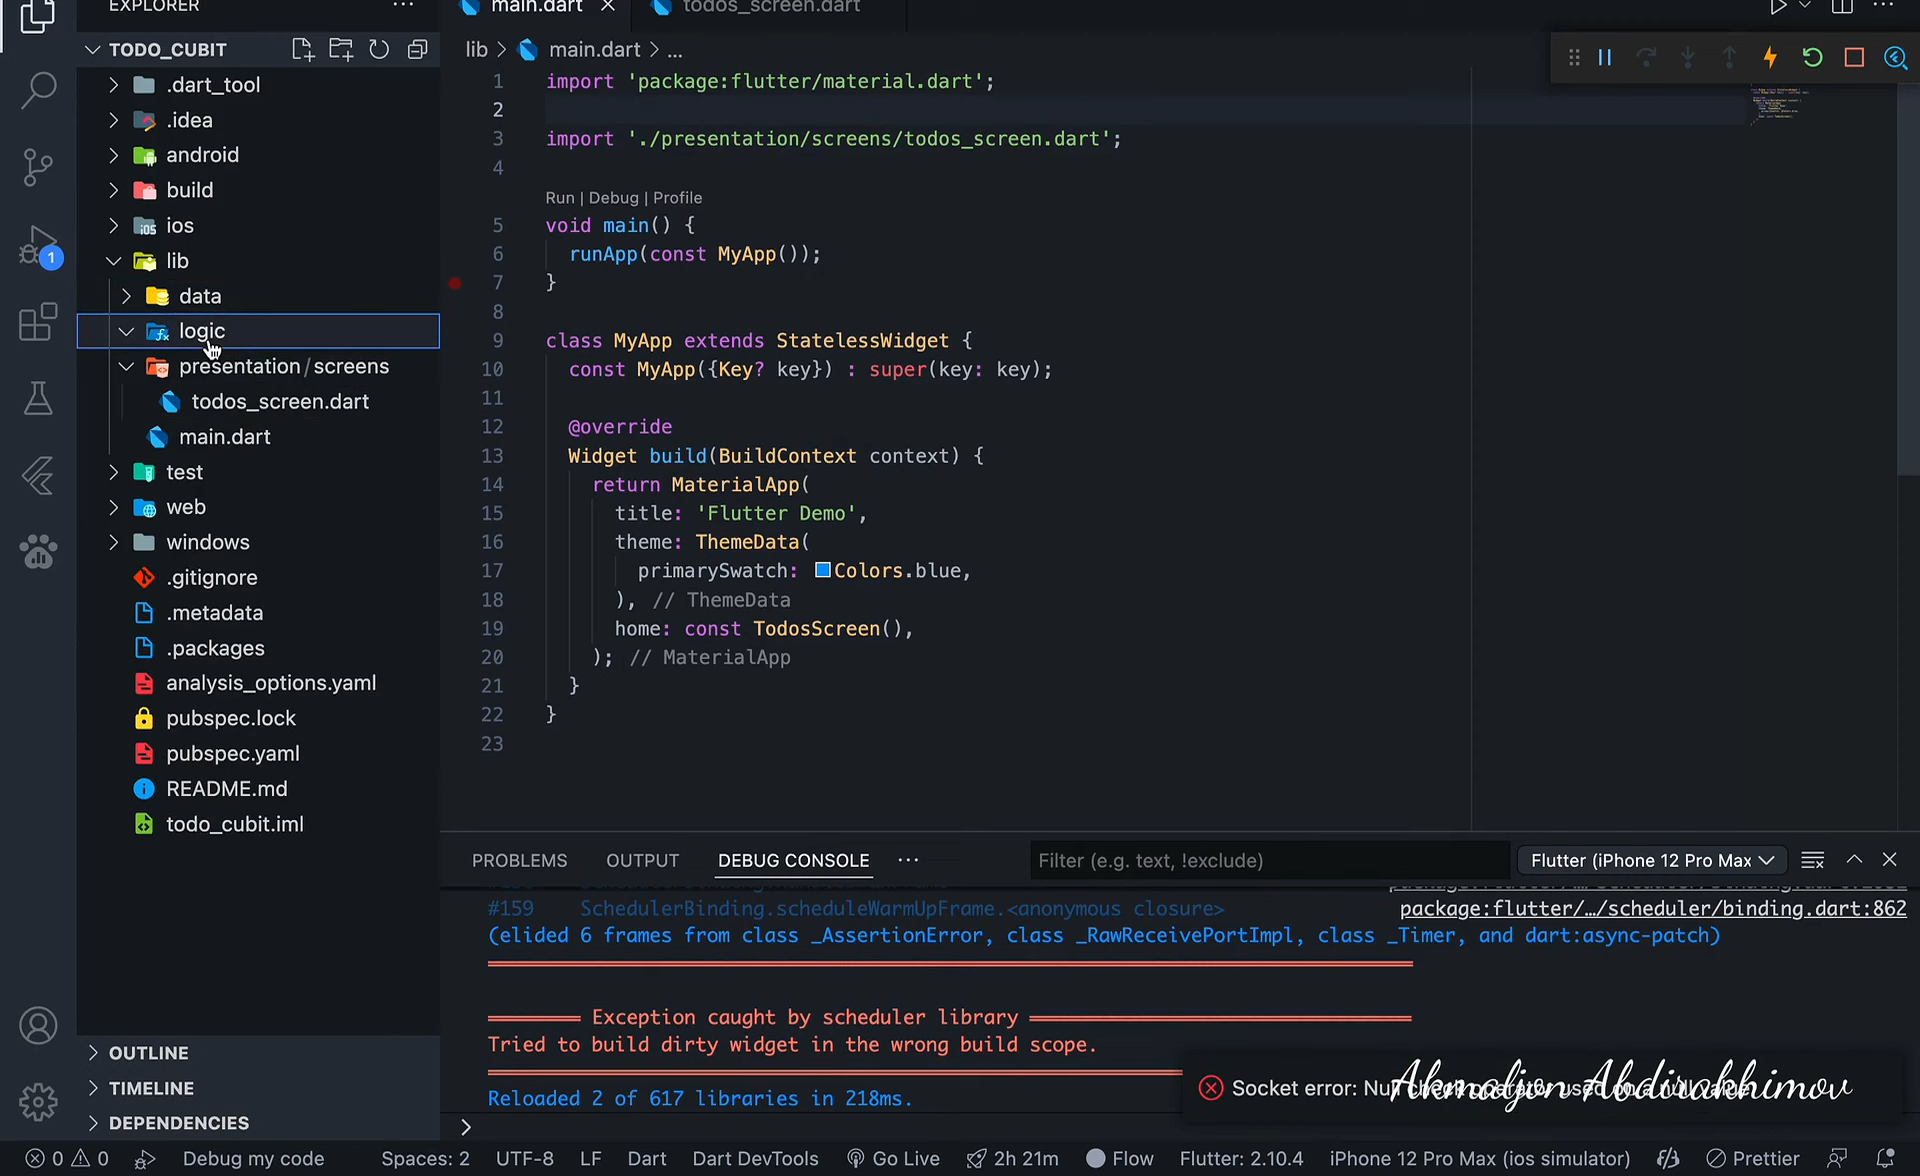 EXPLORER
TODO_CUBIT
.dart_tool
.idea
android
build
ios
lib
data
logic
presentation / screens
todos_screen.dart
main.dart
test
web
windows
.gitignore
.metadata
.packages
analysis_options.yaml
pubspec.lock
pubspec.yaml
README.md
todo_cubit.iml
OUTLINE
TIMELINE
DEPENDENCIES
1
main.dart
todos_screen.dart
lib > main.dart > ...
1 import 'package:flutter/material.dart';
2
3 import './presentation/screens/todos_screen.dart';
4
Run | Debug | Profile
5 void main() {
6 runApp(const MyApp());
7 }
8
9 class MyApp extends StatelessWidget {
10 const MyApp({Key? key}) : super(key: key);
11
12 @override
13 Widget build(BuildContext context) {
14 return MaterialApp(
15 title: 'Flutter Demo',
16 theme: ThemeData(
17 primarySwatch: Colors.blue,
18 ), // ThemeData
19 home: const TodosScreen(),
20 ); // MaterialApp
21 }
22 }
23
PROBLEMS OUTPUT DEBUG CONSOLE
Filter (e.g. text, !exclude)
Flutter (iPhone 12 Pro Max
#159 SchedulerBinding.scheduleWarmUpFrame.<anonymous closure> package:flutter/…/scheduler/binding.dart:862
(elided 6 frames from class _AssertionError, class _RawReceivePortImpl, class _Timer, and dart:async-patch)
Exception caught by scheduler library
Tried to build dirty widget in the wrong build scope.
Reloaded 2 of 617 libraries in 218ms.
Socket error: Null check operator used on a null value
Akmaljon Abdirakhimov
0 0 Debug my code Spaces: 2 UTF-8 LF Dart Dart DevTools Go Live 2h 21m Flow Flutter: 2.10.4 iPhone 12 Pro Max (ios simulator) Prettier